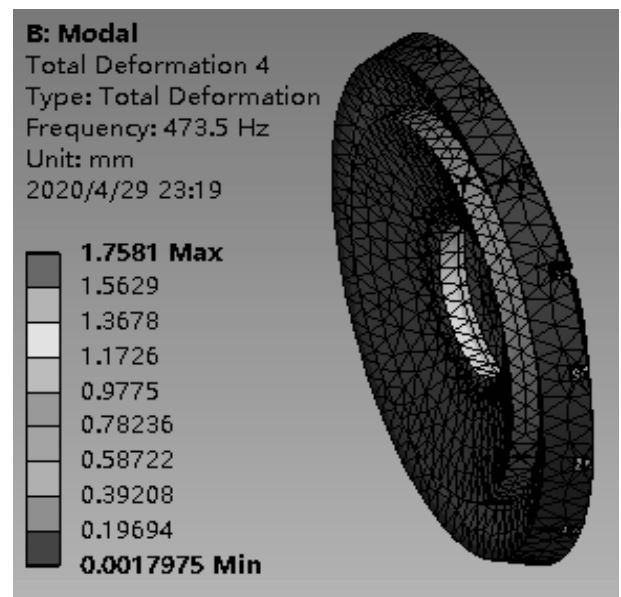 B: Modal
Total Deformation 4
Type: Total Deformation
Frequency: 473.5 Hz
Unit: mm
2020/4/29 23:19
1.7581 Max
1.5629
1.3678
1.1726
0.9775
0.78236
0.58722
0.39208
0.19694
0.0017975 Min